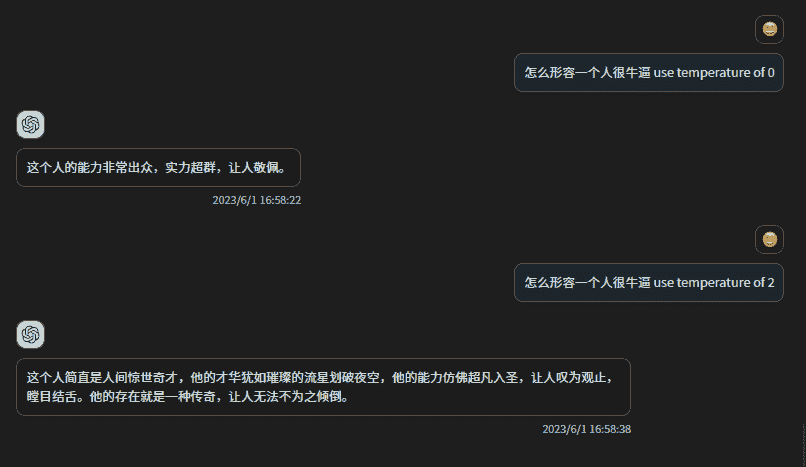 怎么形容一个人很牛逼 use temperature of 0
这个人的能力非常出众，实力超群，让人敬佩。
2023/6/1 16:58:22
怎么形容一个人很牛逼 use temperature of 2
这个人简直是人间惊世奇才，他的才华犹如璀璨的流星划破夜空，他的能力仿佛超凡入圣，让人叹为观止，
瞠目结舌。他的存在就是一种传奇，让人无法不为之倾倒。
2023/6/1 16:58:38